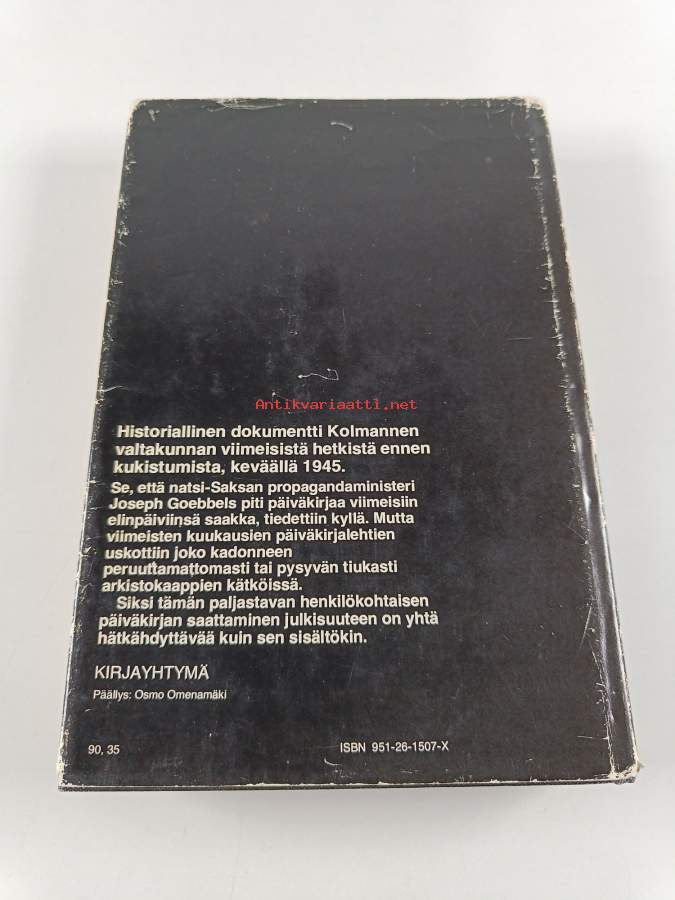 Antikvariaatti.net
Historiallinen dokumentti Kolmannen
valtakunnan viimeisistä hetkistä ennen
kukistumista, keväällä 1945.
Se, että natsi-Saksan propagandaministeri
Joseph Goebbels piti päiväkirjaa viimeisiin
elinpäiviinsä saakka, tiedettiin kyllä. Mutta
viimeisten kuukausien päiväkirjalehtien
uskottiin joko kadonneen
peruuttamattomasti tai pysyvän tiukasti
arkistokaappien kätköissä.
Siksi tämän paljastavan henkilökohtaisen
päiväkirjan saattaminen julkisuuteen on yhtä
hätkähdyttävää kuin sen sisältökin.
KIRJAYHTYMÄ
Päällys: Osmo Omenamäki
90, 35
ISBN 951-26-1507-X